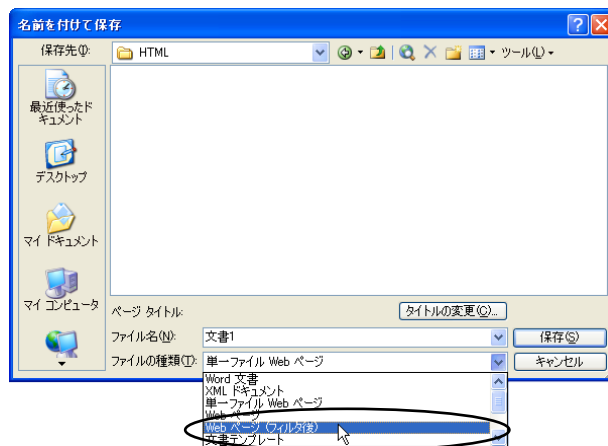 名前を付けて保存
保存先(I):
HTML
ツール(L)
最近使ったド
キュメント
デスクトップ
マイ ドキュメント
マイ コンピュータ
ページ タイトル:
タイトルの変更(C)...
ファイル名(N):
文書1
保存(S)
ファイルの種類(T):
単一ファイル Web ページ
キャンセル
Word 文書
XML ドキュメント
単一ファイル Web ページ
Web ページ
Web ページ (フィルタ後)
文書テンプレート